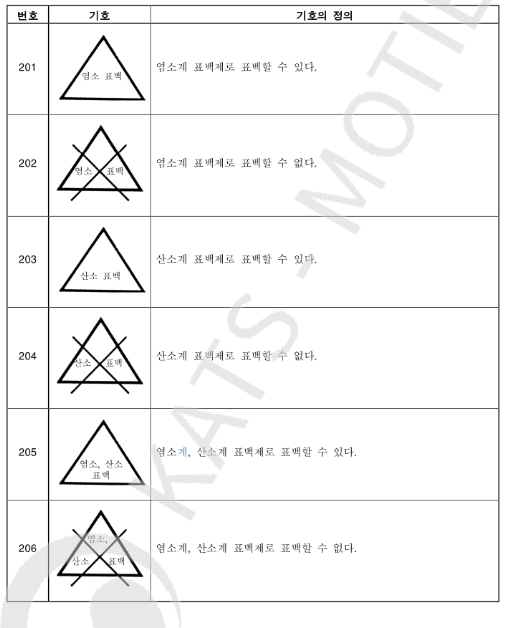 번호 기호 기호의 정의
201 염소 표백 염소계 표백제로 표백할 수 있다.
202 염소 표백 염소계 표백제로 표백할 수 없다.
203 산소 표백 산소계 표백제로 표백할 수 있다.
204 산소 표백 산소계 표백제로 표백할 수 없다.
205 염소, 산소 표백 염소계, 산소계 표백제로 표백할 수 있다.
206 염소, 산소 표백 염소계, 산소계 표백제로 표백할 수 없다.
KATS - MOTIE